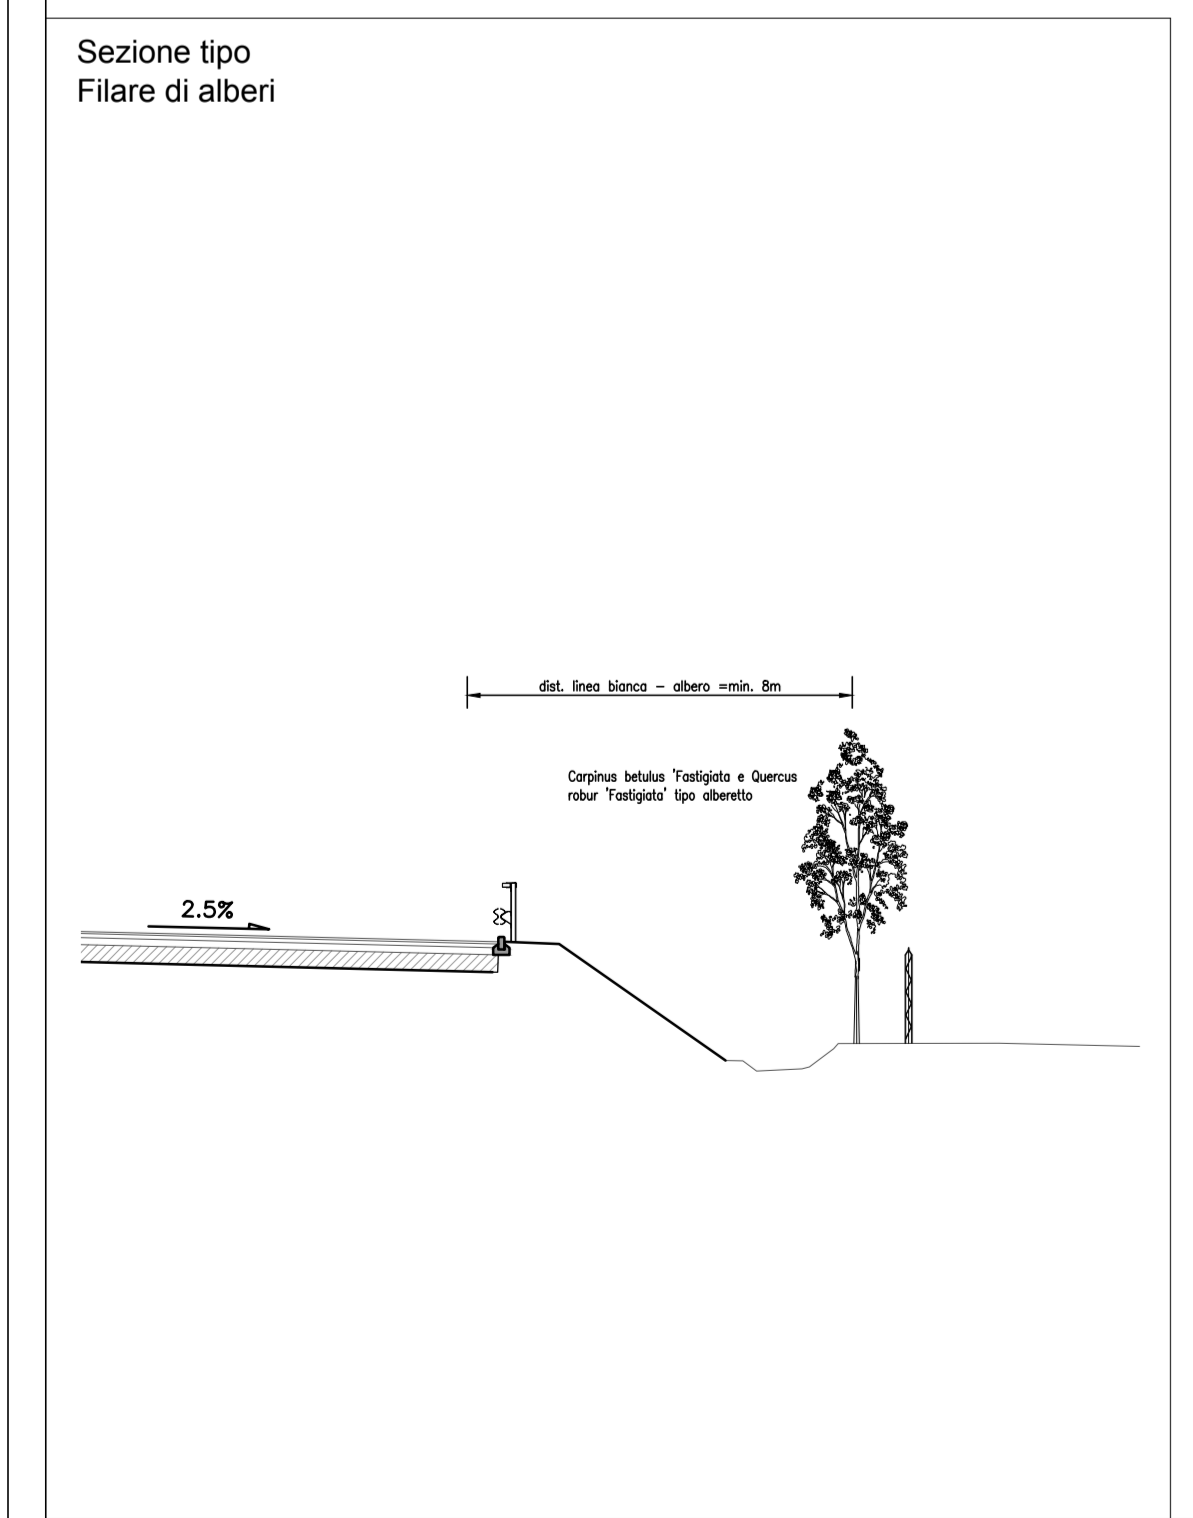 Sezione tipo
Filare di alberi
dist. linea bianca – albero =min. 8m
Carpinus betulus 'Fastigiata e Quercus
robur 'Fastigiata' tipo alberetto
2.5%